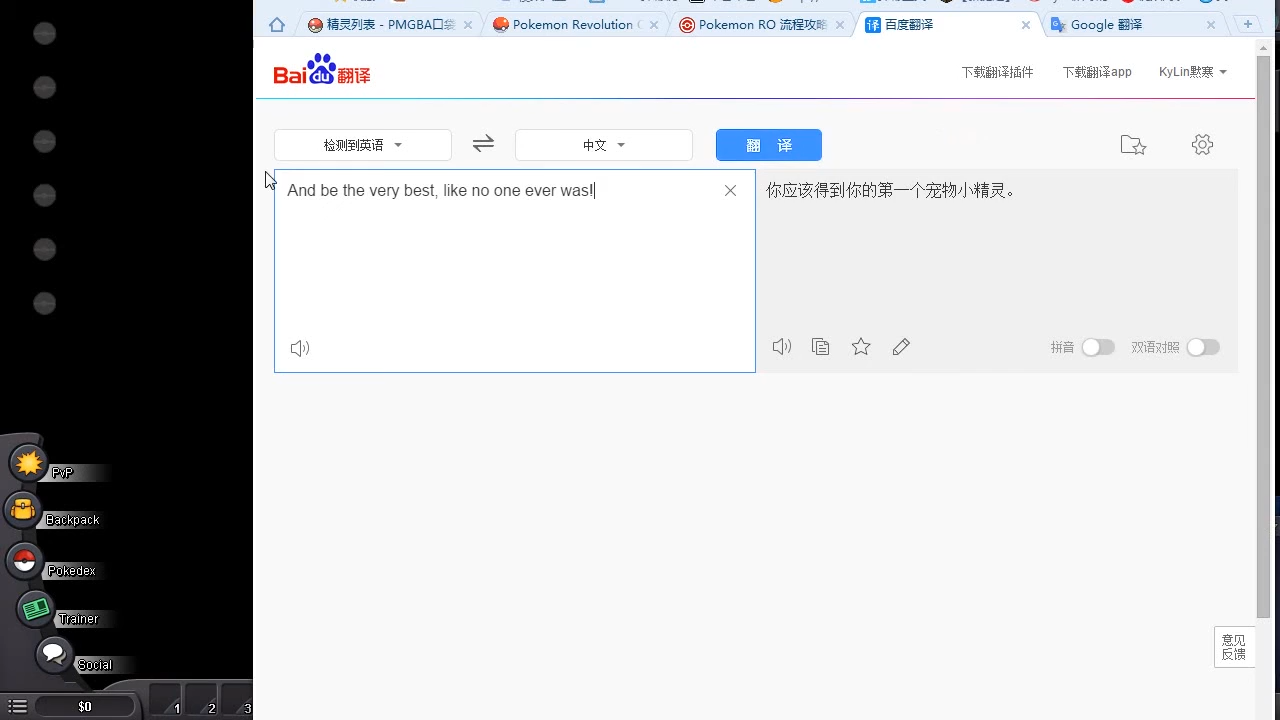 精灵列表 - PMGBA口袋
Pokemon Revolution
Pokemon RO 流程攻略
译 百度翻译
Google 翻译
Bai du 翻译
下载翻译插件
下载翻译app
KyLin默寒
检测到英语
中文
翻 译
And be the very best, like no one ever was!
你应该得到你的第一个宠物小精灵。
拼音
双语对照
PvP
Backpack
Pokedex
Trainer
Social
意见
反馈
$0
1
2
3